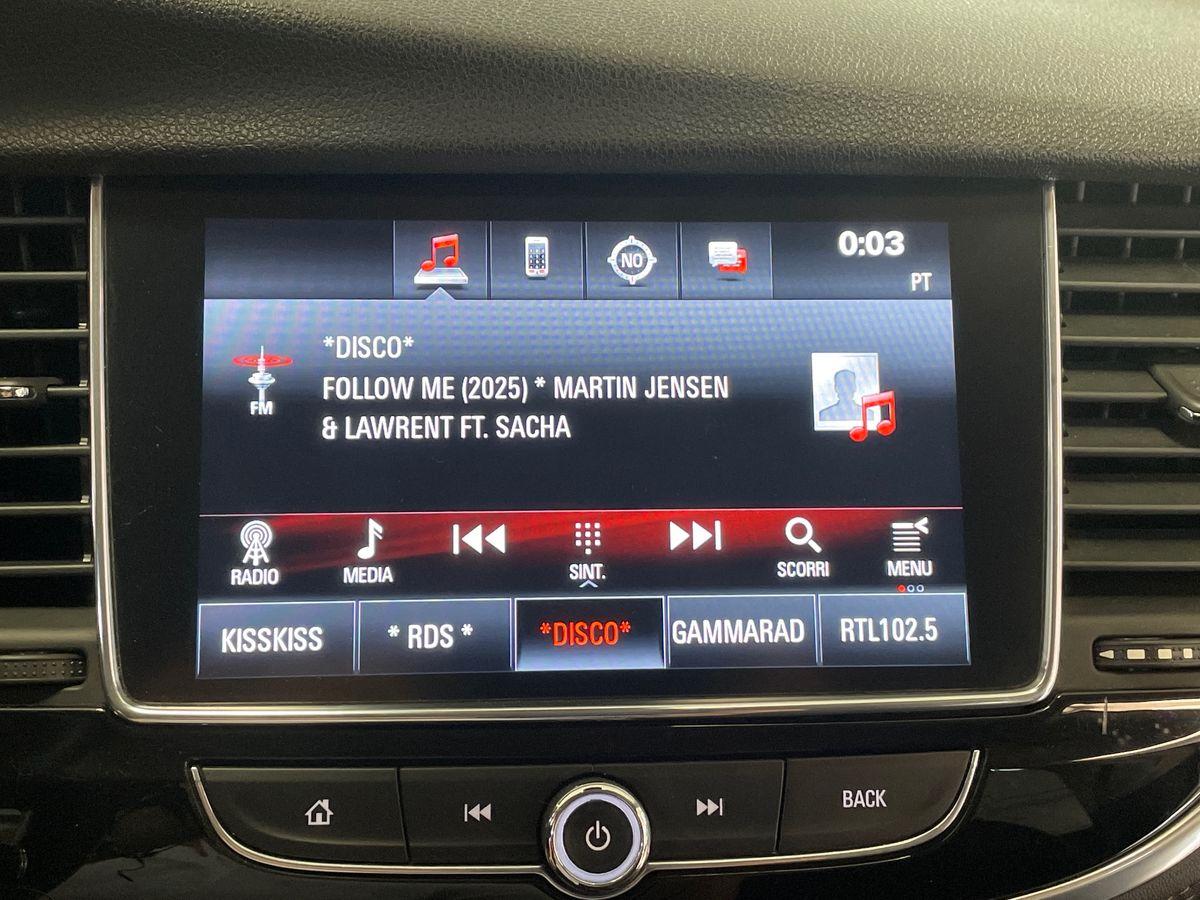 NO
0:03
PT
*DISCO*
FOLLOW ME (2025) * MARTIN JENSEN
& LAWRENT FT. SACHA
FM
RADIO
MEDIA
SINT.
SCORRI
MENU
KISSKISS
* RDS *
*DISCO*
GAMMARAD
RTL102.5
BACK